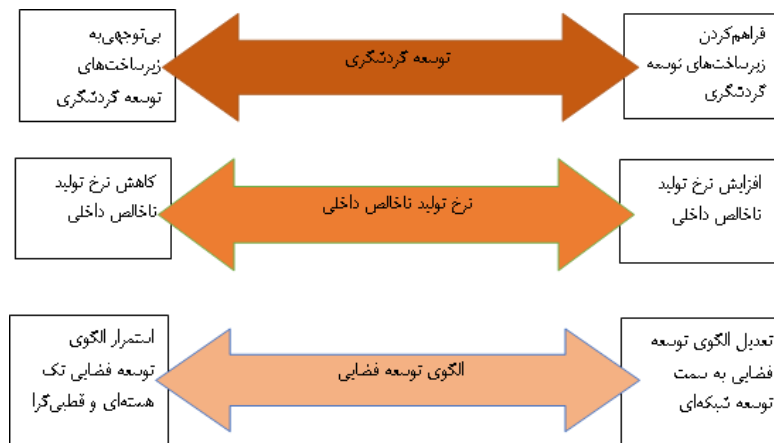 فراهم‌کردن
زیرساخت‌های توسعه
گردشگری
توسعه گردشگری
بی‌توجهی‌به
زیرساخت‌های
توسعه گردشگری
افزایش نرخ تولید
ناخالص داخلی
نرخ تولید ناخالص داخلی
کاهش نرخ تولید
ناخالص داخلی
تعدیل الگوی توسعه
فضایی به سمت
توسعه شبکه‌ای
الگوی توسعه فضایی
استمرار الگوی
توسعه فضایی تک
هسته‌ای و قطبی‌گرا